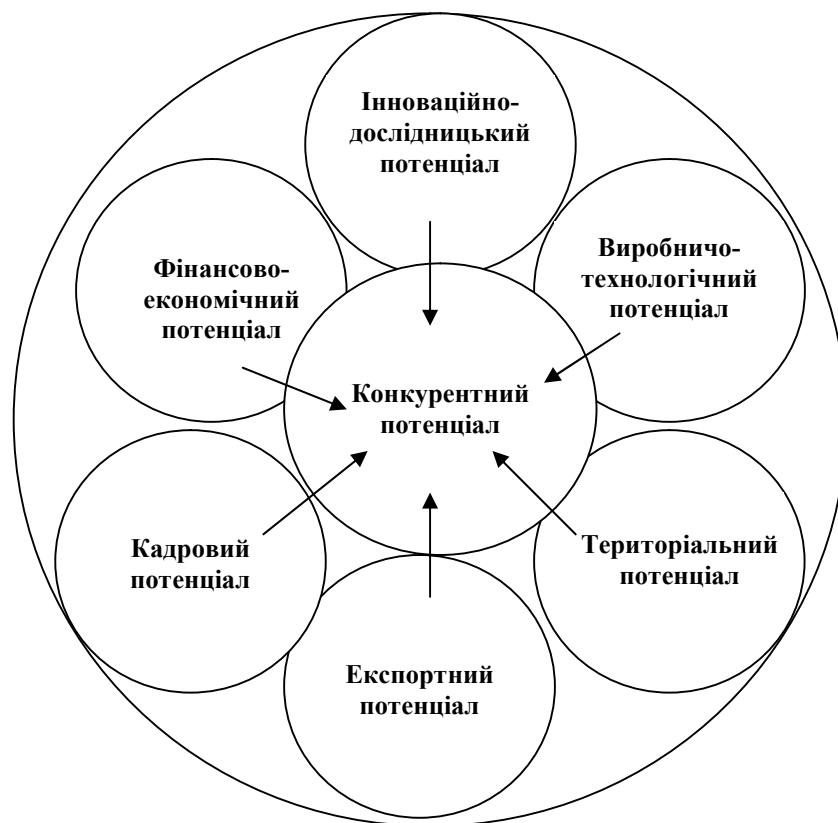 Інноваційно-
дослідницький
потенціал
Фінансово-
економічний
потенціал
Виробничо-
технологічний
потенціал
Конкурентний
потенціал
Кадровий
потенціал
Територіальний
потенціал
Експортний
потенціал